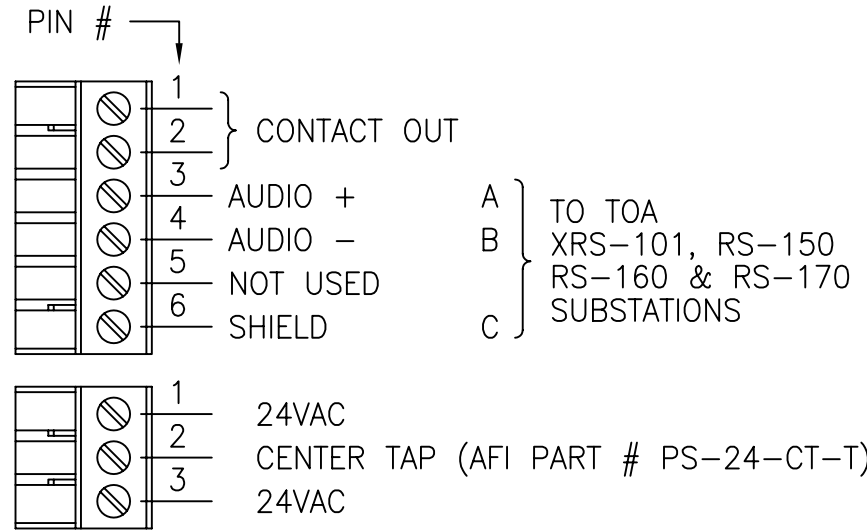 PIN #
1
2
CONTACT OUT
3
AUDIO + A
4
AUDIO - B
5
NOT USED
6
SHIELD C
TO TOA
XRS-101, RS-150
RS-160 & RS-170
SUBSTATIONS
1
24VAC
2
CENTER TAP (AFI PART # PS-24-CT-T)
3
24VAC